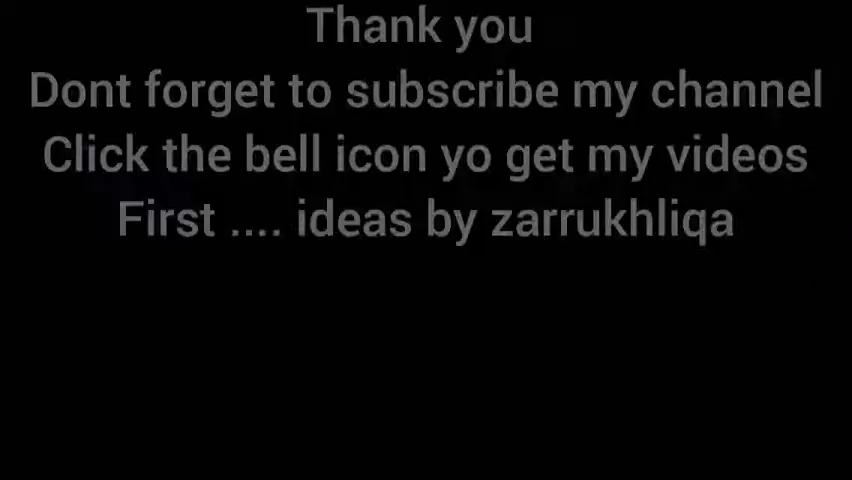 Thank you
Dont forget to subscribe my channel
Click the bell icon yo get my videos
First .... ideas by zarrukhliqa